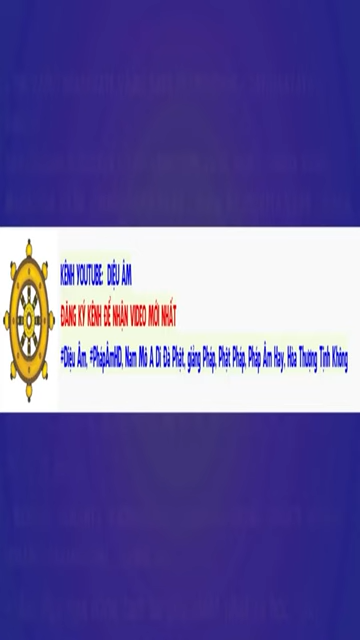 KÊNH YOUTUBE: DIỆU ÂM
ĐĂNG KÝ KÊNH ĐỂ NHẬN VIDEO MỚI NHẤT
#Diệu Âm, #PhápÂmHD, Nam Mô A Di Đà Phật, giảng Pháp, Phật Pháp, Pháp Âm Hay, Hòa Thượng Tịnh Không